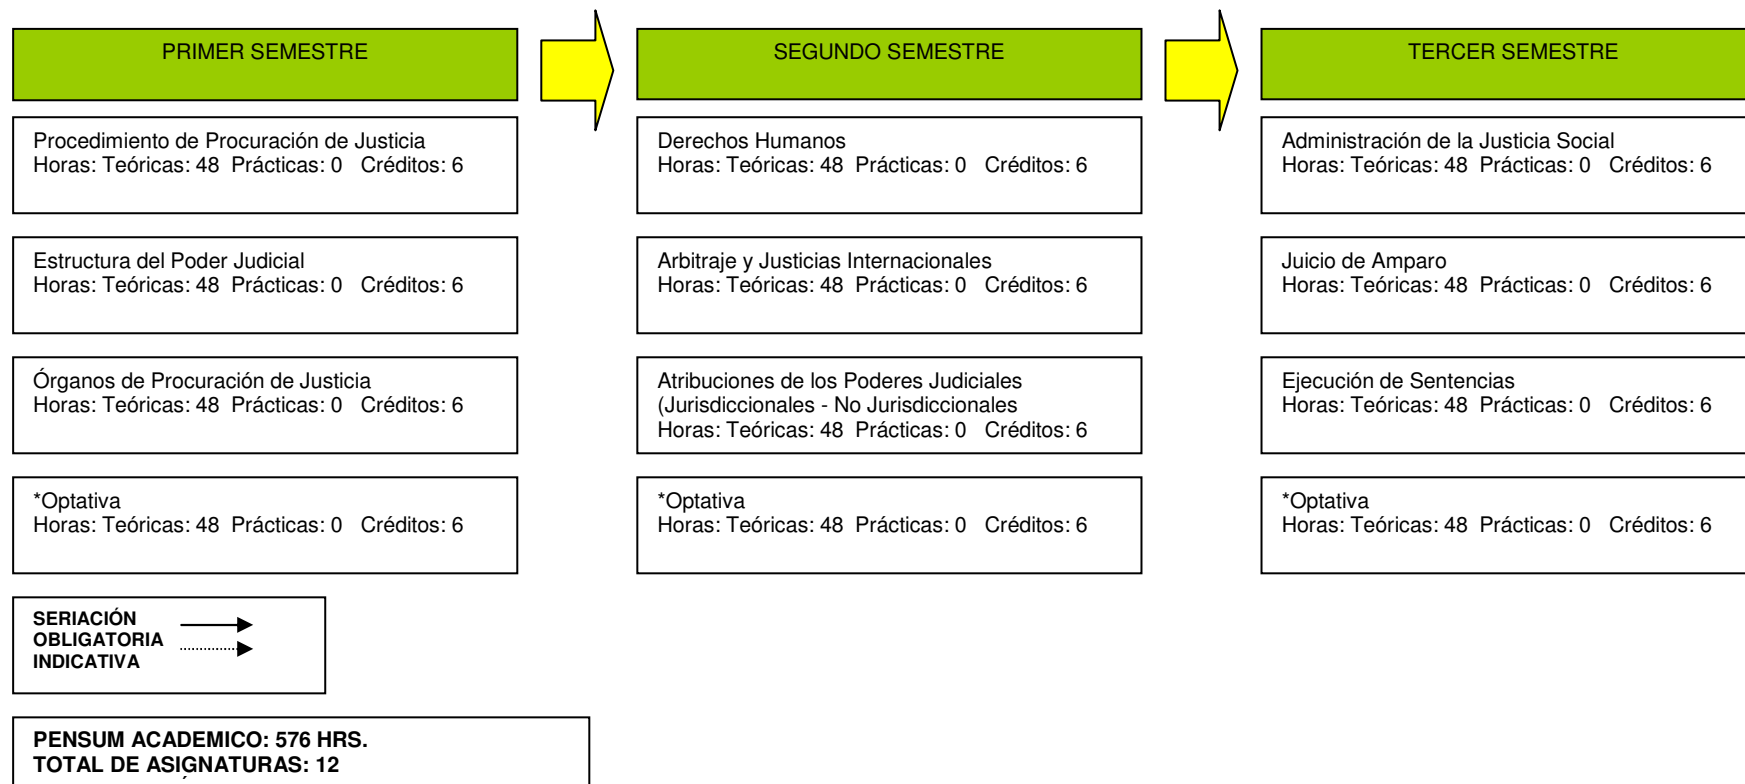 PRIMER SEMESTRE
Procedimiento de Procuración de Justicia
Horas: Teóricas: 48 Prácticas: 0 Créditos: 6
Estructura del Poder Judicial
Horas: Teóricas: 48 Prácticas: 0 Créditos: 6
Órganos de Procuración de Justicia
Horas: Teóricas: 48 Prácticas: 0 Créditos: 6
*Optativa
Horas: Teóricas: 48 Prácticas: 0 Créditos: 6
SEGUNDO SEMESTRE
Derechos Humanos
Horas: Teóricas: 48 Prácticas: 0 Créditos: 6
Arbitraje y Justicias Internacionales
Horas: Teóricas: 48 Prácticas: 0 Créditos: 6
Atribuciones de los Poderes Judiciales
(Jurisdiccionales - No Jurisdiccionales
Horas: Teóricas: 48 Prácticas: 0 Créditos: 6
*Optativa
Horas: Teóricas: 48 Prácticas: 0 Créditos: 6
TERCER SEMESTRE
Administración de la Justicia Social
Horas: Teóricas: 48 Prácticas: 0 Créditos: 6
Juicio de Amparo
Horas: Teóricas: 48 Prácticas: 0 Créditos: 6
Ejecución de Sentencias
Horas: Teóricas: 48 Prácticas: 0 Créditos: 6
*Optativa
Horas: Teóricas: 48 Prácticas: 0 Créditos: 6
SERIACIÓN
OBLIGATORIA
INDICATIVA
PENSUM ACADEMICO: 576 HRS.
TOTAL DE ASIGNATURAS: 12